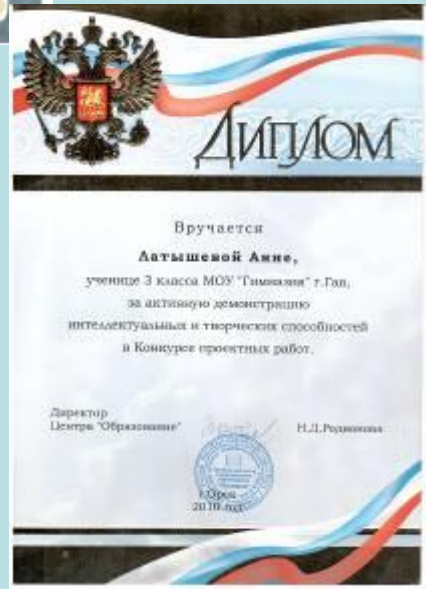 ДИПЛОМ
Вручается
Латышевой Анне,
ученице 3 класса МОУ "Гимназия" г.Гая,
за активную демонстрацию
интеллектуальных и творческих способностей
в Конкурсе проектных работ.
Директор
Центра "Образование"
Н.Д.Родионова
г.Орск
2010 год